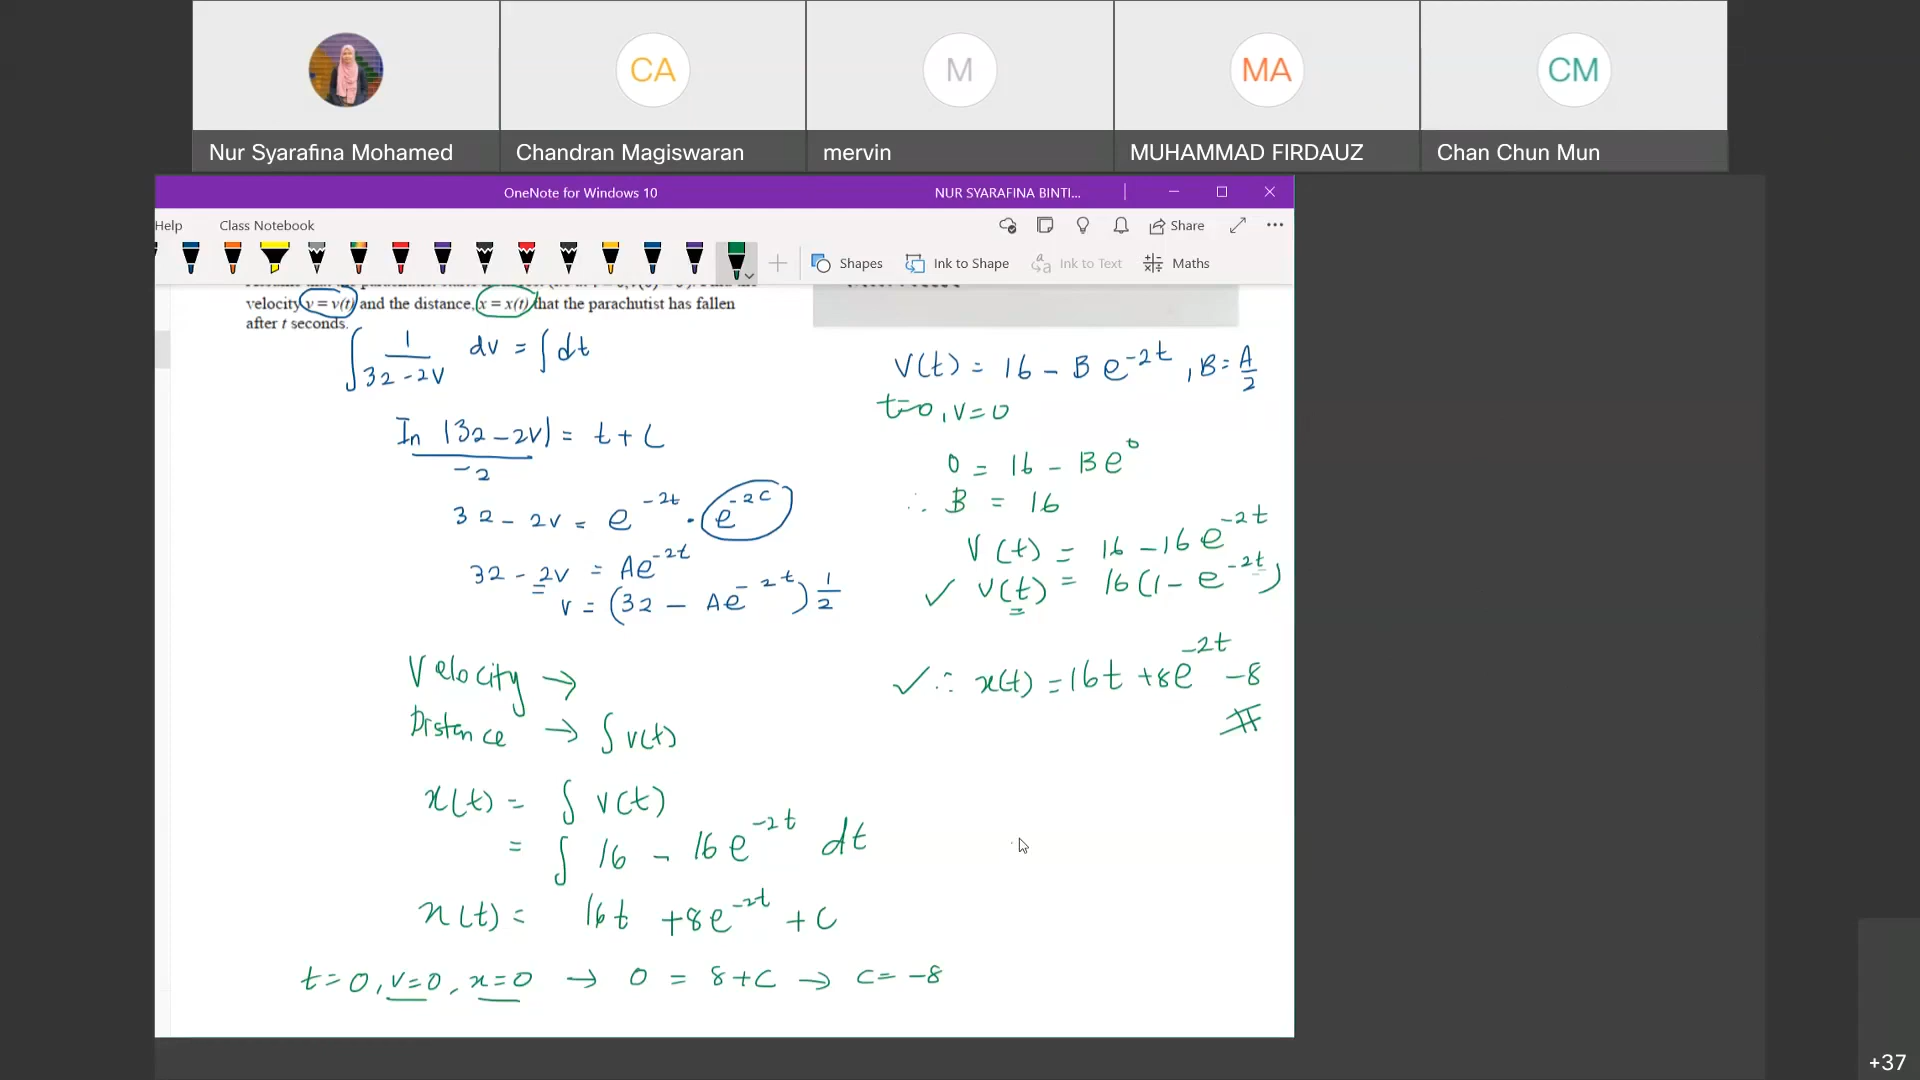 CA
M
MA
CM
Nur Syarafina Mohamed
Chandran Magiswaran
mervin
MUHAMMAD FIRDAUZ
Chan Chun Mun
OneNote for Windows 10
NUR SYARAFINA BINTI...
Help
Class Notebook
Share
Shapes
Ink to Shape
Ink to Text
Maths
velocity v = v(t) and the distance, x = x(t) that the parachutist has fallen
after t seconds.
∫ 1/(32 - 2V) dv = ∫ dt
In |32 - 2V| / -2 = t + C
32 - 2v = e^{-2t} · e^{-2C}
32 - 2v = Ae^{-2t}
v = (32 - Ae^{-2t}) 1/2
Velocity →
Distance → ∫ v(t)
x(t) = ∫ v(t)
= ∫ 16 - 16e^{-2t} dt
x(t) = 16t + 8e^{-2t} + C
t = 0, v = 0, x = 0 → 0 = 8 + C → C = -8
V(t) = 16 - Be^{-2t}, B = A/2
t = 0, v = 0
0 = 16 - Be^0
∴ B = 16
V(t) = 16 - 16e^{-2t}
✓ v(t) = 16(1 - e^{-2t})
✓ ∴ x(t) = 16t + 8e^{-2t} - 8
#
+37